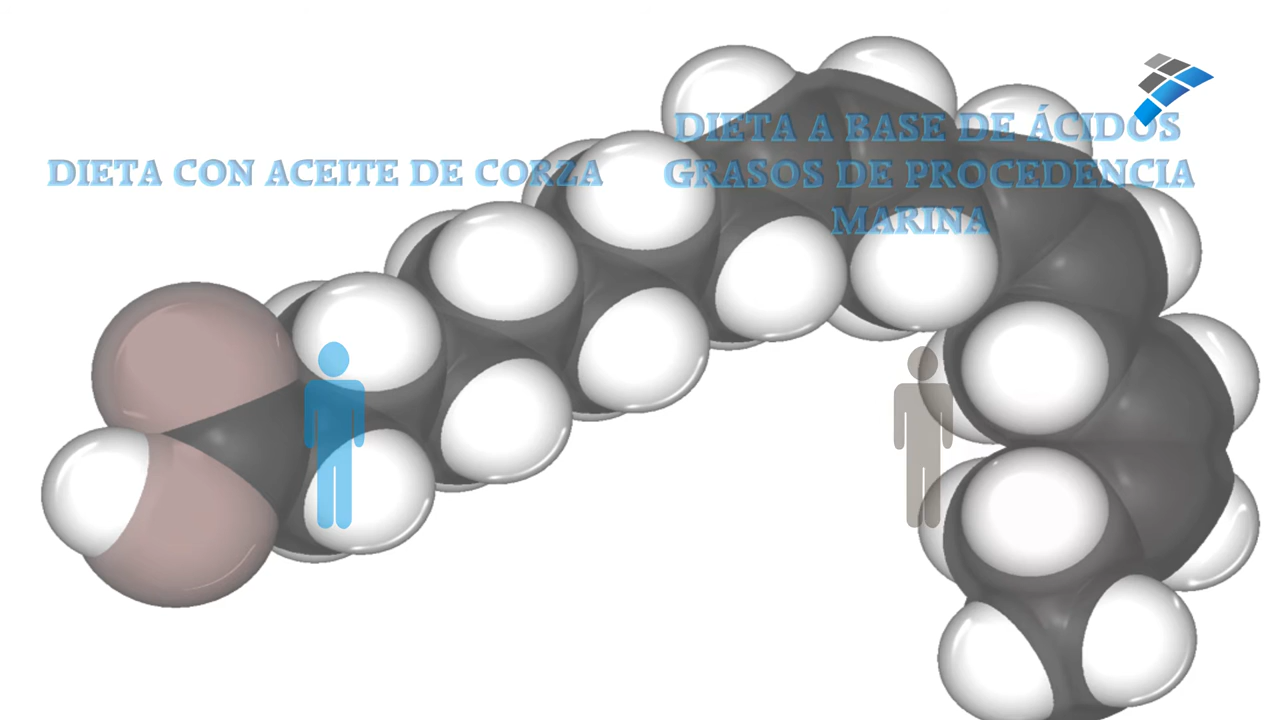 DIETA CON ACEITE DE CORZA
DIETA A BASE DE ÁCIDOS
GRASOS DE PROCEDENCIA
MARINA